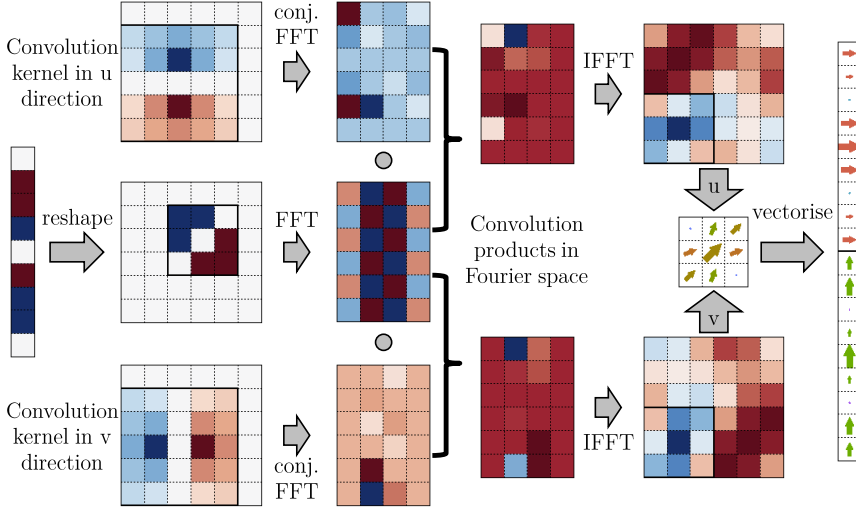 Convolution
kernel in u
direction
conj.
FFT
IFFT
reshape
FFT
Convolution
products in
Fourier space
u
vectorise
v
Convolution
kernel in v
direction
conj.
FFT
IFFT